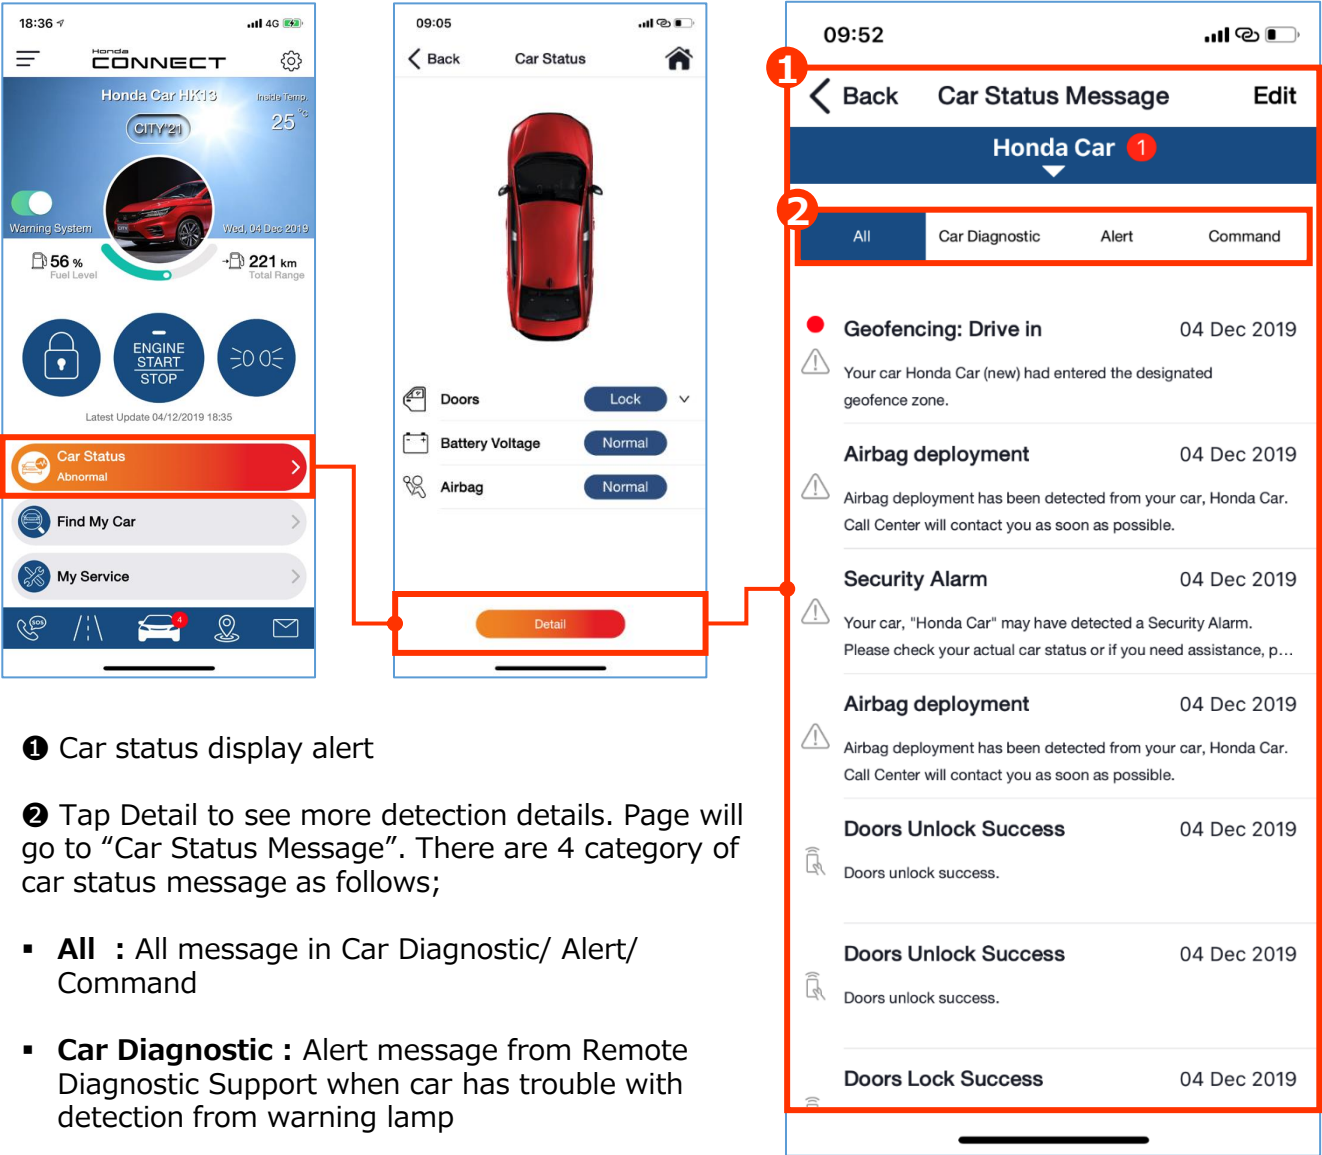 18:36
4G
Honda
CONNECT
Honda Car HK13
Inside Temp.
CITY'21
25 °C
Warning System
Wed, 04 Dec 2019
56 %
Fuel Level
221 km
Total Range
ENGINE
START
STOP
Latest Update 04/12/2019 18:35
Car Status
Abnormal
Find My Car
My Service
SOS
4
09:05
Back
Car Status
Doors
Lock
Battery Voltage
Normal
Airbag
Normal
Detail
09:52
1
Back
Car Status Message
Edit
Honda Car 1
2
All
Car Diagnostic
Alert
Command
Geofencing: Drive in
04 Dec 2019
Your car Honda Car (new) had entered the designated
geofence zone.
Airbag deployment
04 Dec 2019
Airbag deployment has been detected from your car, Honda Car.
Call Center will contact you as soon as possible.
Security Alarm
04 Dec 2019
Your car, "Honda Car" may have detected a Security Alarm.
Please check your actual car status or if you need assistance, p...
Airbag deployment
04 Dec 2019
Airbag deployment has been detected from your car, Honda Car.
Call Center will contact you as soon as possible.
Doors Unlock Success
04 Dec 2019
Doors unlock success.
Doors Unlock Success
04 Dec 2019
Doors unlock success.
Doors Lock Success
04 Dec 2019
❶ Car status display alert
❷ Tap Detail to see more detection details. Page will
go to “Car Status Message”. There are 4 category of
car status message as follows;
▪ All : All message in Car Diagnostic/ Alert/
Command
▪ Car Diagnostic : Alert message from Remote
Diagnostic Support when car has trouble with
detection from warning lamp